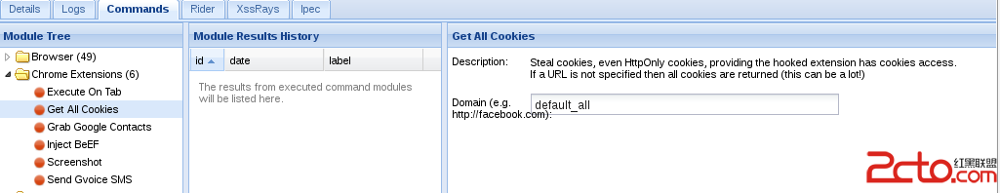 Details Logs Commands Rider XssRays Ipec
Module Tree
Browser (49)
Chrome Extensions (6)
Execute On Tab
Get All Cookies
Grab Google Contacts
Inject BeEF
Screenshot
Send Gvoice SMS
Module Results History
id date label
The results from executed command modules
will be listed here.
Get All Cookies
Description: Steal cookies, even HttpOnly cookies, providing the hooked extension has cookies access.
If a URL is not specified then all cookies are returned (this can be a lot!)
Domain (e.g.
http://facebook.com): default_all
2cto.com 红黑联盟